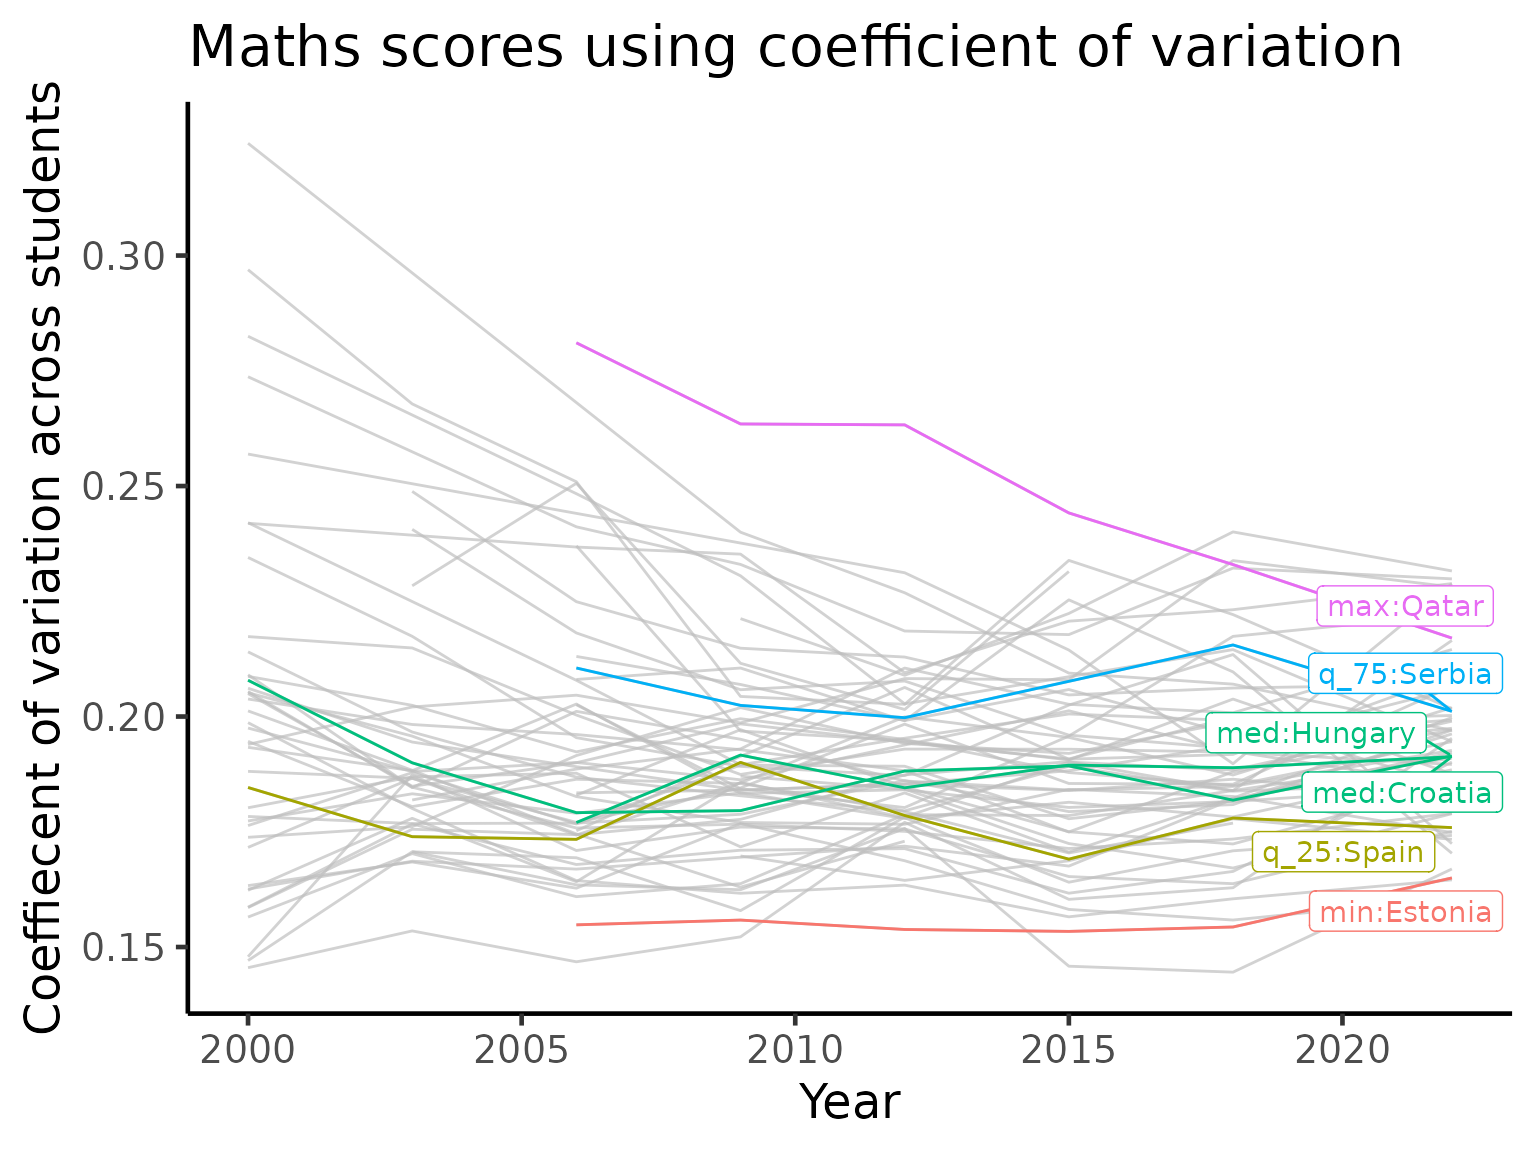 Maths scores using coefficient of variation
Coeffiecent of variation across students
0.30
0.25
0.20
0.15
max:Qatar
q_75:Serbia
med:Hungary
med:Croatia
q_25:Spain
min:Estonia
2000
2005
2010
2015
2020
Year